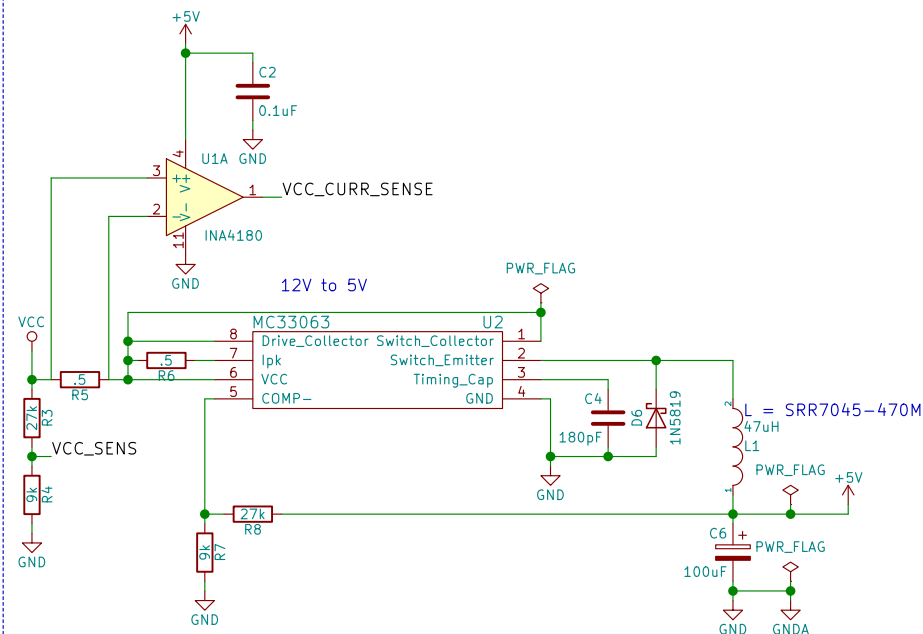 +5V
C2
0.1uF
GND
4
U1A
3
++
V+
1
VCC_CURR_SENSE
2
V-
11
INA4180
GND
PWR_FLAG
12V to 5V
MC33063
U2
VCC
8
Drive_Collector
Switch_Collector
1
.5
R6
7
Ipk
Switch_Emitter
2
6
VCC
Timing_Cap
3
5
COMP-
GND
4
.5
R5
27k
R3
VCC_SENS
9k
R4
GND
C4
180pF
D6
1N5819
GND
2
L = SRR7045-470M
47uH
L1
1
PWR_FLAG
+5V
27k
R8
9k
R7
GND
C6
+
100uF
PWR_FLAG
GND
GNDA